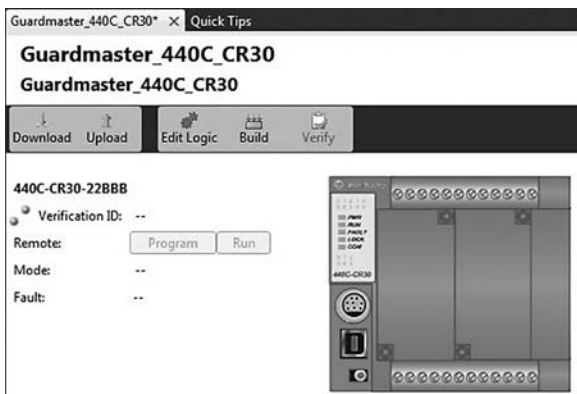 Guardmaster_440C_CR30* × Quick Tips
Guardmaster_440C_CR30
Guardmaster_440C_CR30
Download Upload Edit Logic Build Verify
440C-CR30-22BBB
Verification ID: --
Remote: Program Run
Mode: --
Fault: --
PWR
RUN
FAULT
LOCK
COM
440C-CR30